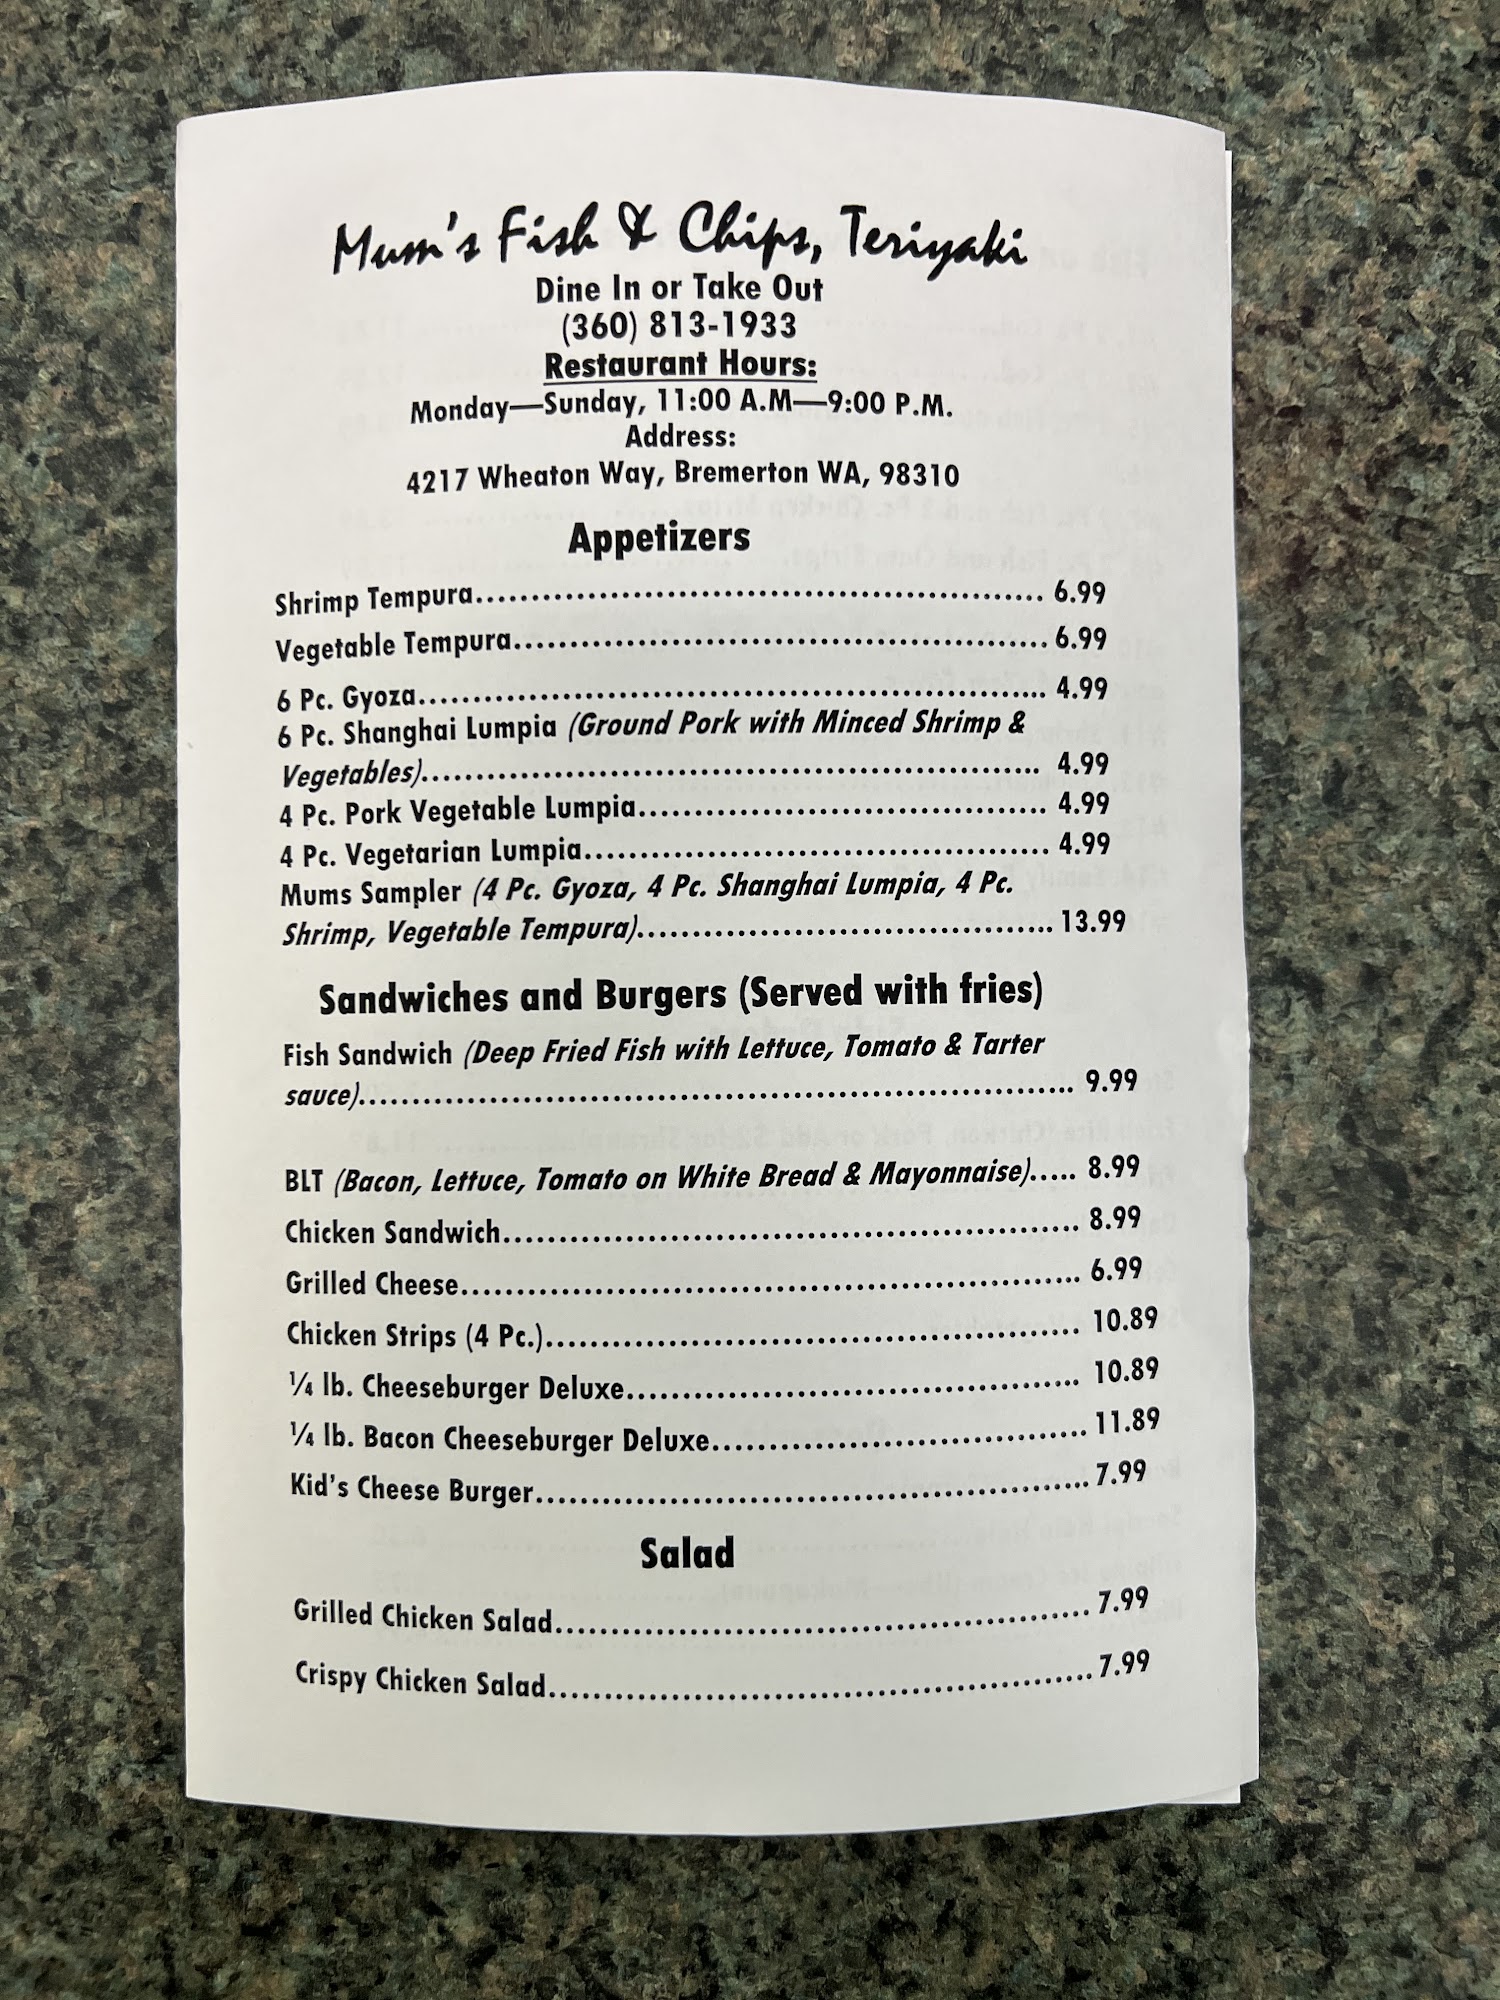 Mum's Fish & Chips, Teriyaki
Dine In or Take Out
(360) 813-1933
Restaurant Hours:
Monday—Sunday, 11:00 A.M—9:00 P.M.
Address:
4217 Wheaton Way, Bremerton WA, 98310
Appetizers
Shrimp Tempura.................................................... 6.99
Vegetable Tempura................................................ 6.99
6 Pc. Gyoza......................................................... 4.99
6 Pc. Shanghai Lumpia (Ground Pork with Minced Shrimp &
Vegetables)......................................................... 4.99
4 Pc. Pork Vegetable Lumpia..................................... 4.99
4 Pc. Vegetarian Lumpia.......................................... 4.99
Mums Sampler (4 Pc. Gyoza, 4 Pc. Shanghai Lumpia, 4 Pc.
Shrimp, Vegetable Tempura)...................................... 13.99
Sandwiches and Burgers (Served with fries)
Fish Sandwich (Deep Fried Fish with Lettuce, Tomato & Tarter
sauce)................................................................. 9.99
BLT (Bacon, Lettuce, Tomato on White Bread & Mayonnaise)..... 8.99
Chicken Sandwich.................................................... 8.99
Grilled Cheese........................................................ 6.99
Chicken Strips (4 Pc.)................................................ 10.89
¼ lb. Cheeseburger Deluxe......................................... 10.89
¼ lb. Bacon Cheeseburger Deluxe.................................. 11.89
Kid's Cheese Burger.................................................. 7.99
Salad
Grilled Chicken Salad................................................ 7.99
Crispy Chicken Salad................................................. 7.99